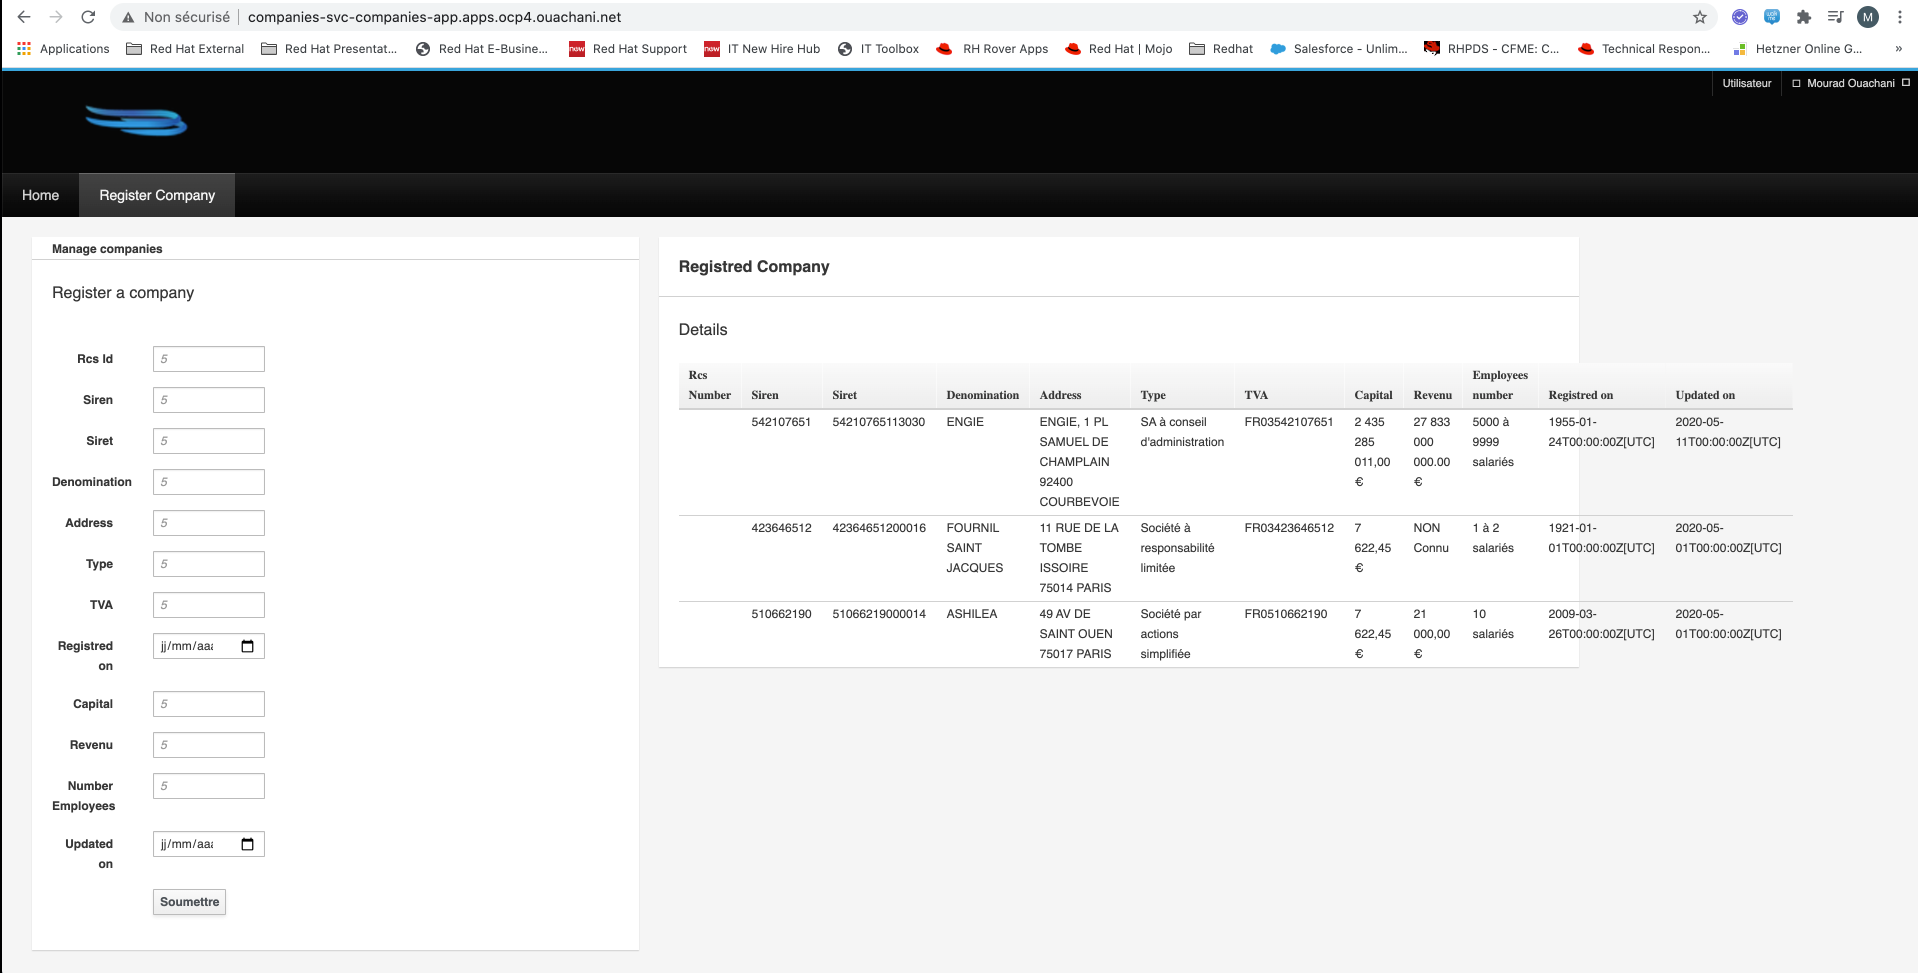 Non sécurisé | companies-svc-companies-app.apps.ocp4.ouachani.net
M
Applications Red Hat External Red Hat Presentat... Red Hat E-Busine... Red Hat Support IT New Hire Hub IT Toolbox RH Rover Apps Red Hat | Mojo Redhat Salesforce - Unlim... RHPDS - CFME: C... Technical Respon... Hetzner Online G... »
Utilisateur Mourad Ouachani
Home Register Company
Manage companies
Register a company
Rcs Id 5
Siren 5
Siret 5
Denomination 5
Address 5
Type 5
TVA 5
Registred jj/mm/aaa
on
Capital 5
Revenu 5
Number 5
Employees
Updated jj/mm/aaa
on
Soumettre
Registred Company
Details
Rcs Employees
Number Siren Siret Denomination Address Type TVA Capital Revenu number Registred on Updated on
542107651 54210765113030 ENGIE ENGIE, 1 PL SA à conseil FR03542107651 2 435 27 833 5000 à 1955-01- 2020-05-
SAMUEL DE d'administration 285 000 9999 24T00:00:00Z[UTC] 11T00:00:00Z[UTC]
CHAMPLAIN 011,00 000.00 salariés
92400 € €
COURBEVOIE
423646512 42364651200016 FOURNIL 11 RUE DE LA Société à FR03423646512 7 NON 1 à 2 1921-01- 2020-05-
SAINT TOMBE responsabilité 622,45 Connu salariés 01T00:00:00Z[UTC] 01T00:00:00Z[UTC]
JACQUES ISSOIRE limitée €
75014 PARIS
510662190 51066219000014 ASHILEA 49 AV DE Société par FR0510662190 7 21 10 2009-03- 2020-05-
SAINT OUEN actions 622,45 000,00 salariés 26T00:00:00Z[UTC] 01T00:00:00Z[UTC]
75017 PARIS simplifiée € €